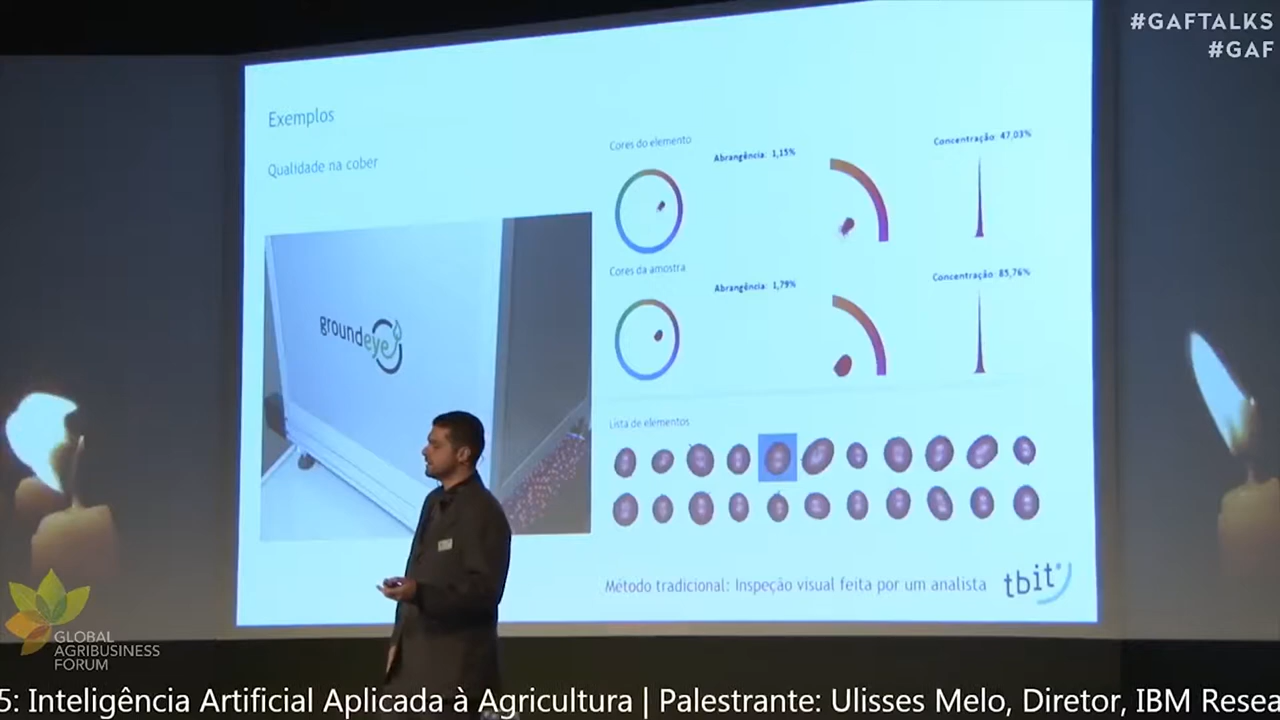 #GAFTALKS
#GAF
Exemplos
Qualidade na cober
Cores do elemento
Abrangência: 1,15%
Concentração: 47,03%
Cores da amostra
Abrangência: 1,79%
Concentração: 85,76%
groundeye
Lista de elementos
Método tradicional: Inspeção visual feita por um analista
tbit
GLOBAL
AGRIBUSINESS
FORUM
5: Inteligência Artificial Aplicada à Agricultura | Palestrante: Ulisses Melo, Diretor, IBM Resea